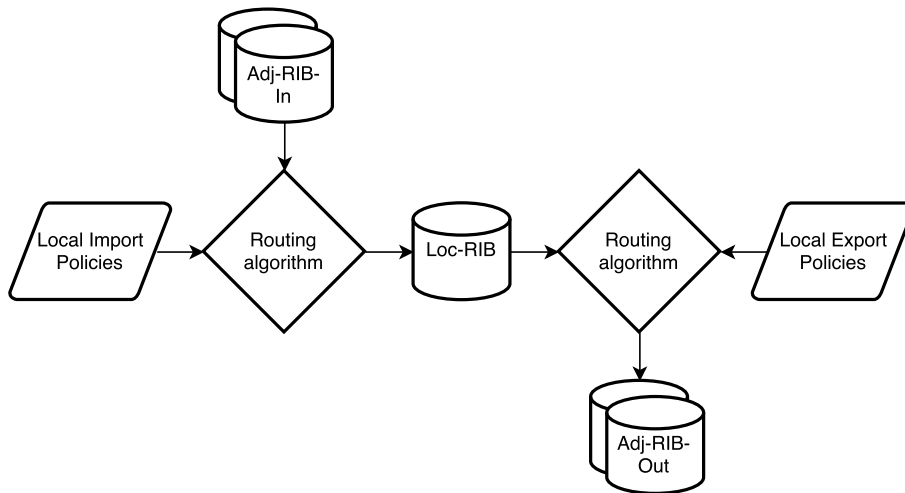 Adj-RIB-
In
Local Import
Policies
Routing
algorithm
Loc-RIB
Routing
algorithm
Local Export
Policies
Adj-RIB-
Out